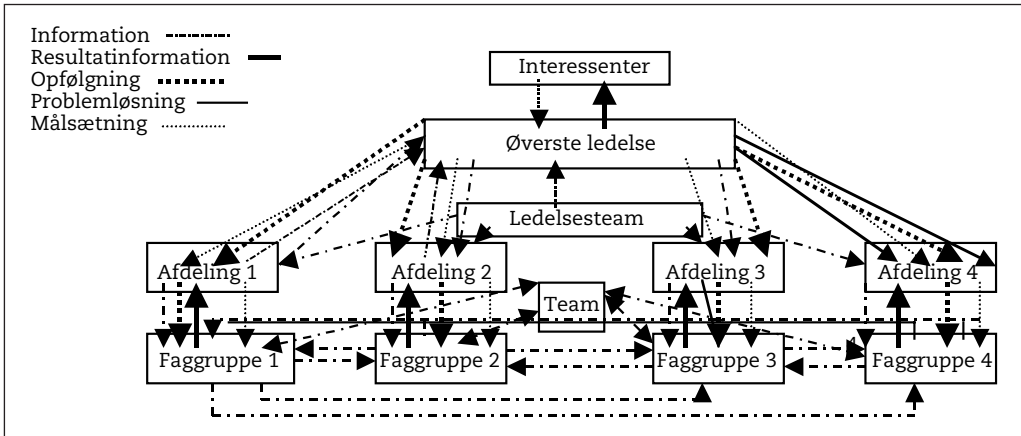 Information
Resultatinformation
Opfølgning
Problemløsning
Målsætning
Interessenter
Øverste ledelse
Ledelsesteam
Afdeling 1
Afdeling 2
Afdeling 3
Afdeling 4
Team
Faggruppe 1
Faggruppe 2
Faggruppe 3
Faggruppe 4